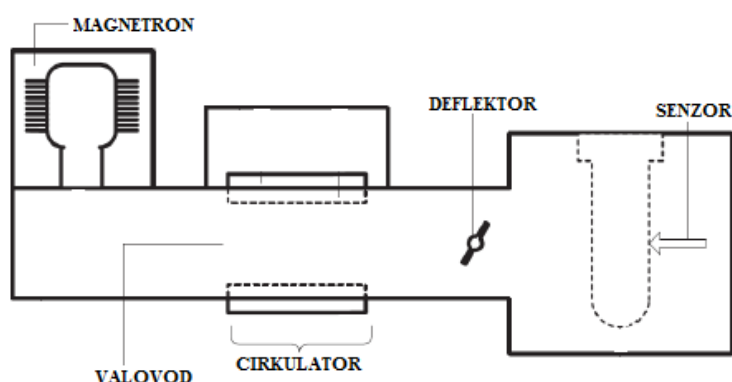 MAGNETRON
DEFLEKTOR
SENZOR
VALOVOD
CIRKULATOR